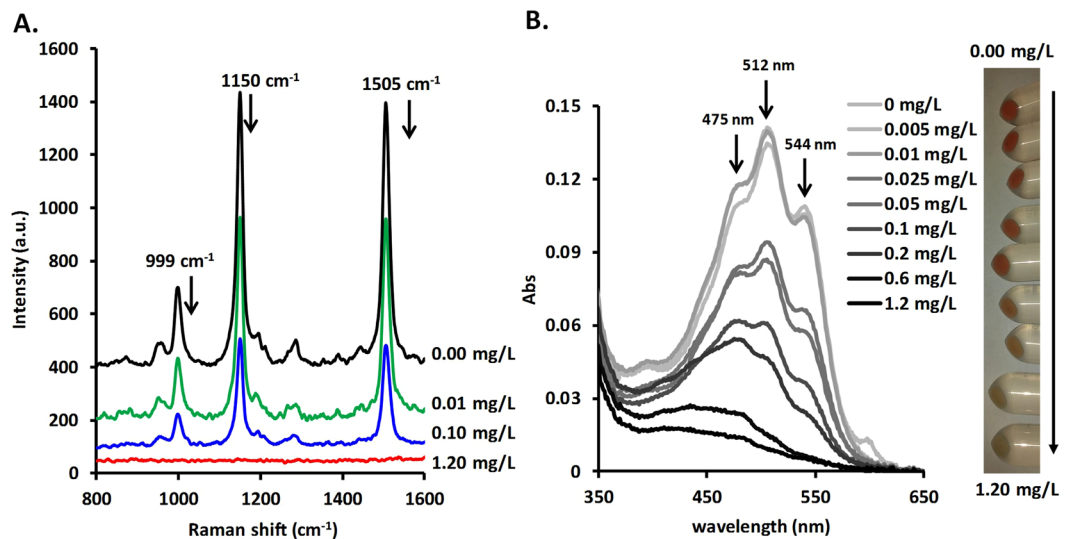 A.
Intensity (a.u.)
1600
1400
1200
1000
800
600
400
200
0
999 cm-1
1150 cm-1
1505 cm-1
0.00 mg/L
0.01 mg/L
0.10 mg/L
1.20 mg/L
800
1000
1200
1400
1600
Raman shift (cm-1)
B.
Abs
0.15
0.12
0.09
0.06
0.03
0
475 nm
512 nm
544 nm
0 mg/L
0.005 mg/L
0.01 mg/L
0.025 mg/L
0.05 mg/L
0.1 mg/L
0.2 mg/L
0.6 mg/L
1.2 mg/L
350
450
550
650
wavelength (nm)
0.00 mg/L
1.20 mg/L